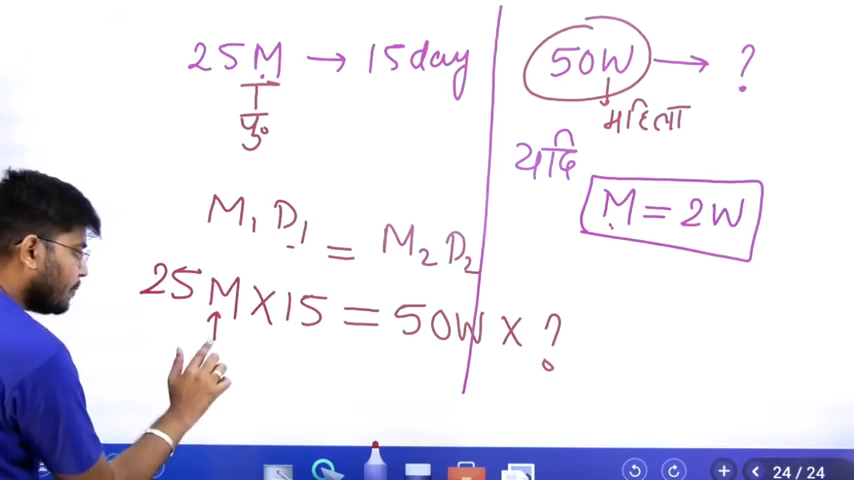 25M → 15day
पु०
50W → ?
महिला
यदि
M = 2W
M₁ D₁ = M₂ D₂
25M × 15 = 50W × ?
24 / 24